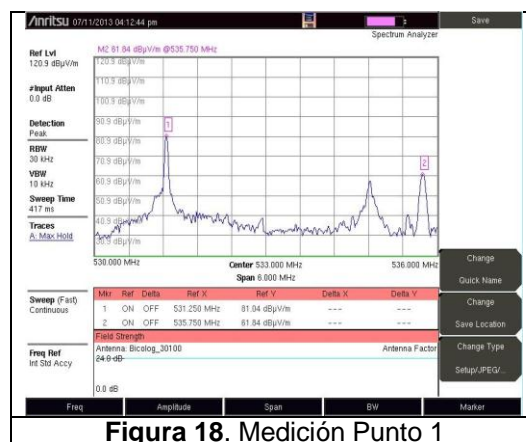 Anritsu 07/11/2013 04:12:44 pm
Save
Spectrum Analyzer
Ref Lvl
120.9 dBµV/m
M2 81.84 dBµV/m @535.750 MHz
120.9 dBµV/m
#Input Atten
0.0 dB
110.9 dBµV/m
100.9 dBµV/m
Detection
Peak
90.9 dBµV/m
1
RBW
30 kHz
80.9 dBµV/m
70.9 dBµV/m
2
VBW
10 kHz
60.9 dBµV/m
Sweep Time
417 ms
50.9 dBµV/m
Traces
A: Max Hold
40.9 dBµV/m
30.9 dBµV/m
530.000 MHz
Center 533.000 MHz
536.000 MHz
Span 6.000 MHz
Change
Quick Name
Sweep (Fast)
Continuous
Mkr Ref Delta Ref X Ref Y Delta X Delta Y
1 ON OFF 531.250 MHz 81.04 dBµV/m --- ---
2 ON OFF 535.750 MHz 61.84 dBµV/m --- ---
Change
Save Location
Field Strength
Freq Ref
Int Std Accy
Antenna: Bicolog_30100
Antenna Factor
24.8 dB
0.0 dB
Change Type
Setup/JPEG/...
Freq
Amplitude
Span
BW
Marker
Figura 18. Medición Punto 1